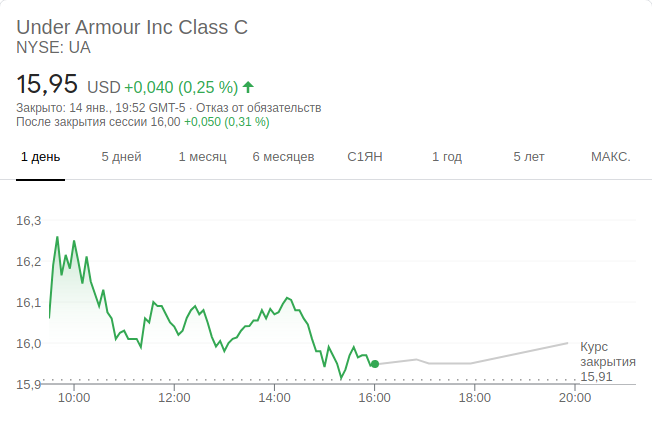 Under Armour Inc Class C
NYSE: UA
15,95 USD +0,040 (0,25 %)
Закрыто: 14 янв., 19:52 GMT-5 · Отказ от обязательств
После закрытия сессии 16,00 +0,050 (0,31 %)
1 день 5 дней 1 месяц 6 месяцев С1ЯН 1 год 5 лет МАКС.
16,3
16,2
16,1
16,0
15,9
Курс
закрытия
15,91
10:00 12:00 14:00 16:00 18:00 20:00